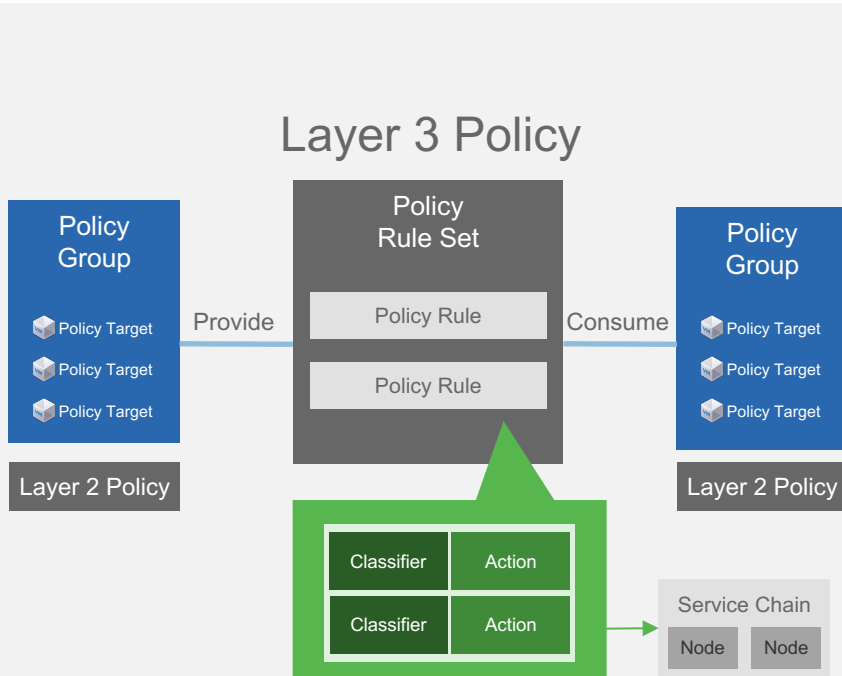 Layer 3 Policy
Policy
Group
Policy Target
Policy Target
Policy Target
Layer 2 Policy
Provide
Policy
Rule Set
Policy Rule
Policy Rule
Consume
Policy
Group
Policy Target
Policy Target
Policy Target
Layer 2 Policy
Classifier Action
Classifier Action
Service Chain
Node Node